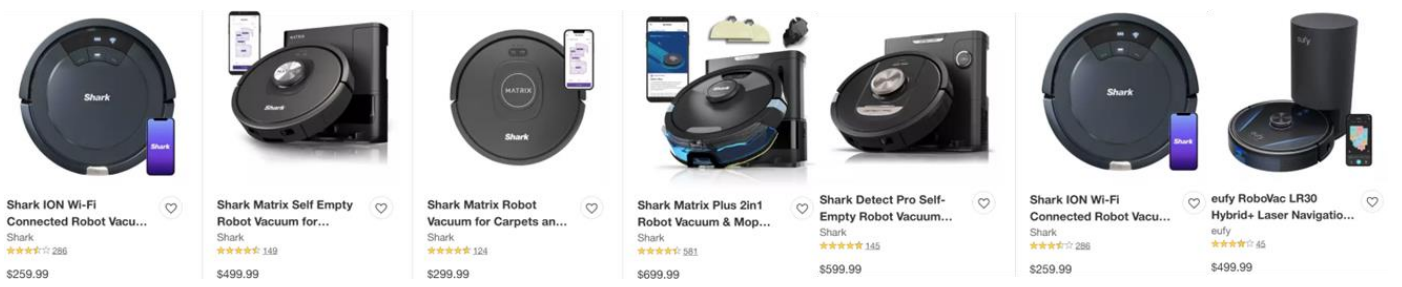 Shark
Shark
Shark ION Wi-Fi
Connected Robot Vacu...
Shark
286
$259.99
MATRIX
Shark
Shark Matrix Self Empty
Robot Vacuum for...
Shark
149
$499.99
MATRIX
Shark
Shark Matrix Robot
Vacuum for Carpets an...
Shark
124
$299.99
Shark Matrix Plus 2in1
Robot Vacuum & Mop...
Shark
581
$699.99
Shark Detect Pro Self-
Empty Robot Vacuum...
Shark
145
$599.99
Shark
Shark
Shark ION Wi-Fi
Connected Robot Vacu...
Shark
286
$259.99
eufy
eufy
eufy RoboVac LR30
Hybrid+ Laser Navigatio...
eufy
45
$499.99